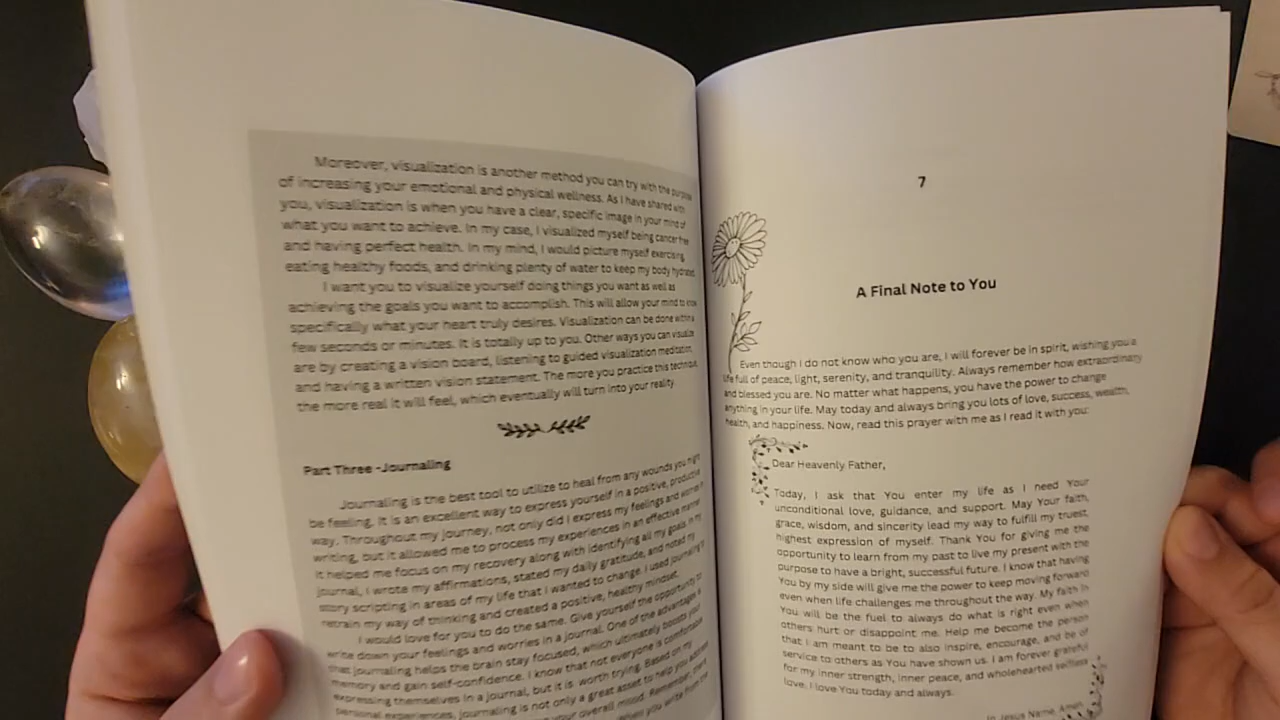 Moreover, visualization is another method you can try with the purpose
of increasing your emotional and physical wellness. As I have shared with
you, visualization is when you have a clear, specific image in your mind of
what you want to achieve. In my case, I visualized myself being cancer free
and having perfect health. In my mind, I would picture myself exercising,
eating healthy foods, and drinking plenty of water to keep my body hydrated.
I want you to visualize yourself doing things you want as well as
achieving the goals you want to accomplish. This will allow your mind to know
specifically what your heart truly desires. Visualization can be done within a
few seconds or minutes. It is totally up to you. Other ways you can visualize
are by creating a vision board, listening to guided visualization meditation,
and having a written vision statement. The more you practice this technique,
the more real it will feel, which eventually will turn into your reality.
Part Three -Journaling
Journaling is the best tool to utilize to heal from any wounds you might
be feeling. It is an excellent way to express yourself in a positive, productive
way. Throughout my journey, not only did I express my feelings and worries in
writing, but it allowed me to process my experiences in an effective manner
It helped me focus on my recovery along with identifying all my goals. In my
journal, I wrote my affirmations, stated my daily gratitude, and noted my
story scripting in areas of my life that I wanted to change. I used journaling to
retrain my way of thinking and created a positive, healthy mindset.
I would love for you to do the same. Give yourself the opportunity to
write down your feelings and worries in a journal. One of the advantages is
that journaling helps the brain stay focused, which ultimately boosts your
memory and gain self-confidence. I know that not everyone is comfortable
expressing themselves in a journal, but it is worth trying. Based on my
personal experiences, journaling is not only a great asset to help you address
your overall mind. Remember, there
when you write from the
7
A Final Note to You
Even though I do not know who you are, I will forever be in spirit, wishing you a
life full of peace, light, serenity, and tranquility. Always remember how extraordinary
and blessed you are. No matter what happens, you have the power to change
anything in your life. May today and always bring you lots of love, success, wealth,
health, and happiness. Now, read this prayer with me as I read it with you:
Dear Heavenly Father,
Today, I ask that You enter my life as I need Your
unconditional love, guidance, and support. May Your faith,
grace, wisdom, and sincerity lead my way to fulfill my truest,
highest expression of myself. Thank You for giving me the
opportunity to learn from my past to live my present with the
purpose to have a bright, successful future. I know that having
You by my side will give me the power to keep moving forward
even when life challenges me throughout the way. My faith in
You will be the fuel to always do what is right even when
others hurt or disappoint me. Help me become the person
that I am meant to be to also inspire, encourage, and be of
service to others as You have shown us. I am forever grateful
for my inner strength, inner peace, and wholehearted selfless
love. I Love You today and always.
In Jesus Name, Amen